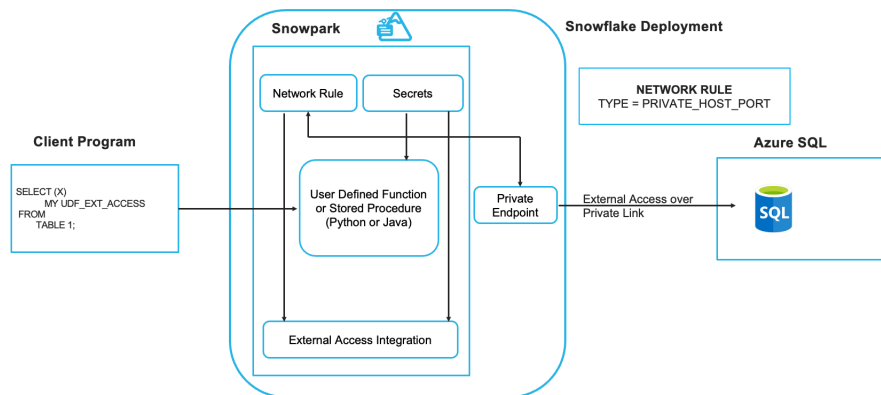 Snowpark
Snowflake Deployment
Network Rule
Secrets
NETWORK RULE
TYPE = PRIVATE_HOST_PORT
Client Program
Azure SQL
SELECT (X)
MY UDF_EXT_ACCESS
FROM
TABLE 1;
User Defined Function
or Stored Procedure
(Python or Java)
Private
Endpoint
External Access over
Private Link
SQL
External Access Integration